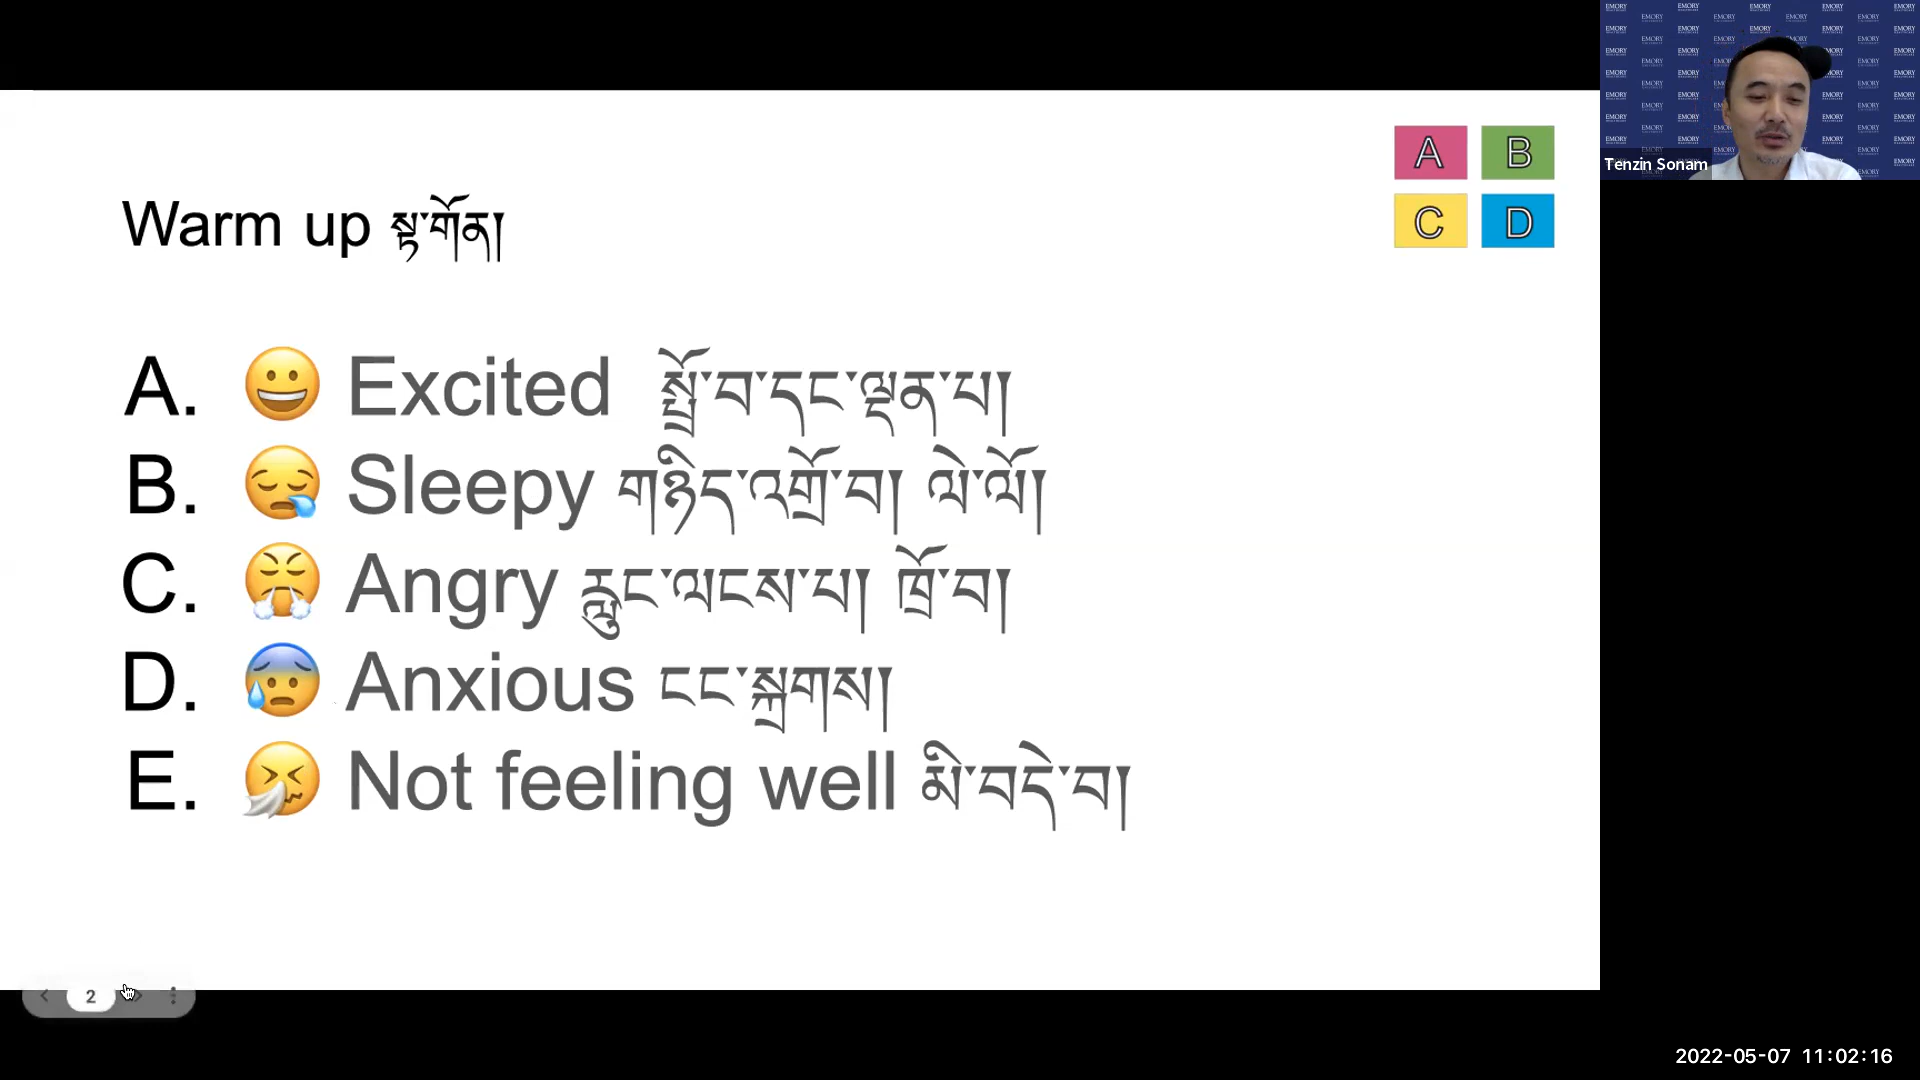 Warm up སྟ་གོན།
A B
C D
A. Excited སྤྲོ་བ་དང་ལྡན་པ།
B. Sleepy གཉིད་འགྲོ་བ། ལེ་ལོ།
C. Angry རླུང་ལངས་པ། ཁྲོ་བ།
D. Anxious ངང་སྐྲགས།
E. Not feeling well མི་བདེ་བ།
2
Tenzin Sonam
EMORY
2022-05-07 11:02:16